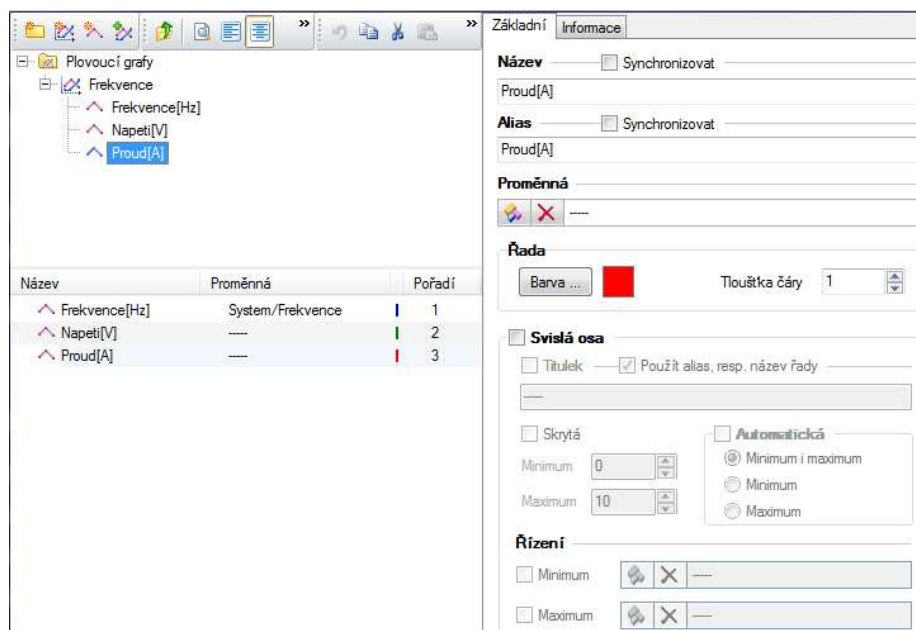 Plovoucí grafy
Frekvence
Frekvence[Hz]
Napeti[V]
Proud[A]
Název Proměnná Pořadí
Frekvence[Hz] System/Frekvence 1
Napeti[V] ----- 2
Proud[A] ----- 3
Základní Informace
Název Synchronizovat
Proud[A]
Alias Synchronizovat
Proud[A]
Proměnná
-----
Řada
Barva ... Tloušťka čáry 1
Svislá osa
Titulek Použít alias, resp. název řady
-----
Skrytá
Minimum 0
Maximum 10
Automatická
Minimum i maximum
Minimum
Maximum
Řízení
Minimum -----
Maximum -----